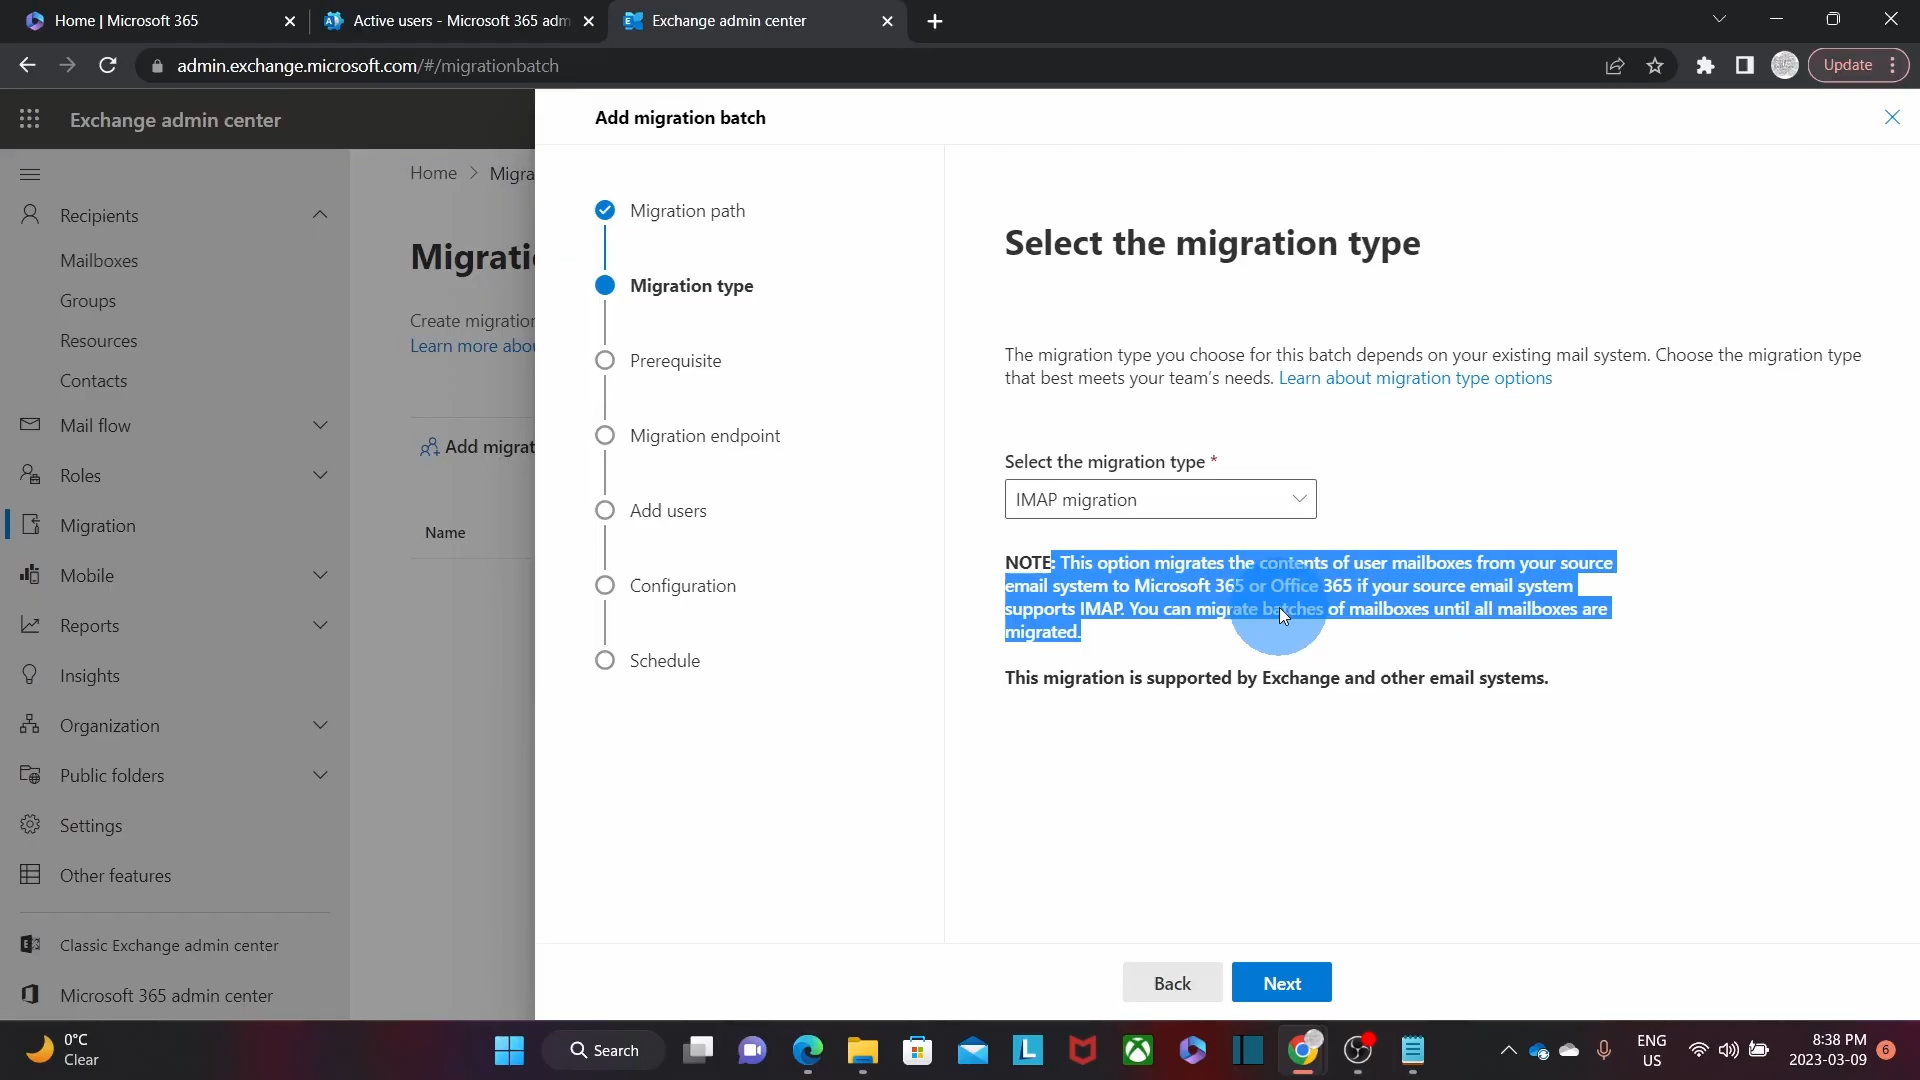 Home | Microsoft 365
Active users - Microsoft 365 adm
Exchange admin center
admin.exchange.microsoft.com/#/migrationbatch
Update
Exchange admin center
Add migration batch
Home > Migra
Recipients
Mailboxes
Groups
Resources
Contacts
Mail flow
Roles
Migration
Mobile
Reports
Insights
Organization
Public folders
Settings
Other features
Classic Exchange admin center
Microsoft 365 admin center
Migrati
Create migration
Learn more abou
Add migrat
Name
Migration path
Migration type
Prerequisite
Migration endpoint
Add users
Configuration
Schedule
Select the migration type
The migration type you choose for this batch depends on your existing mail system. Choose the migration type
that best meets your team's needs. Learn about migration type options
Select the migration type *
IMAP migration
NOTE: This option migrates the contents of user mailboxes from your source
email system to Microsoft 365 or Office 365 if your source email system
supports IMAP. You can migrate batches of mailboxes until all mailboxes are
migrated.
This migration is supported by Exchange and other email systems.
Back
Next
0°C
Clear
Search
ENG
US
8:38 PM
2023-03-09
6